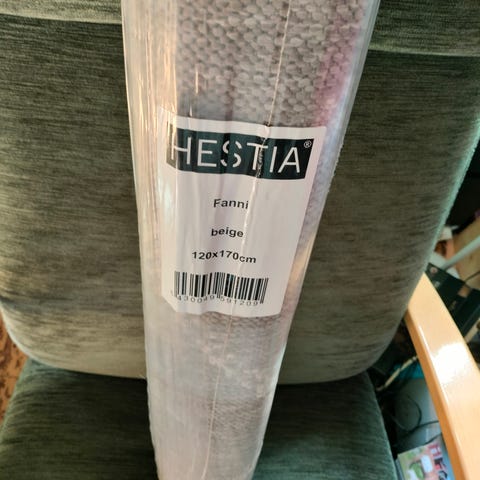 HESTIA®
Fanni
beige
120x170cm